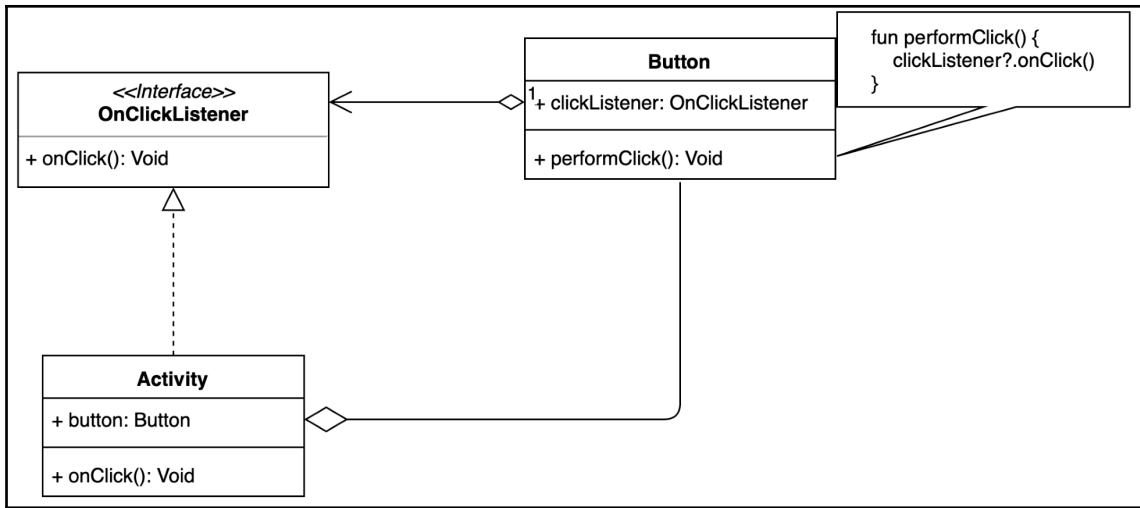 <<Interface>>
OnClickListener
+ onClick(): Void
Button
1
+ clickListener: OnClickListener
+ performClick(): Void
fun performClick() {
clickListener?.onClick()
}
Activity
+ button: Button
+ onClick(): Void